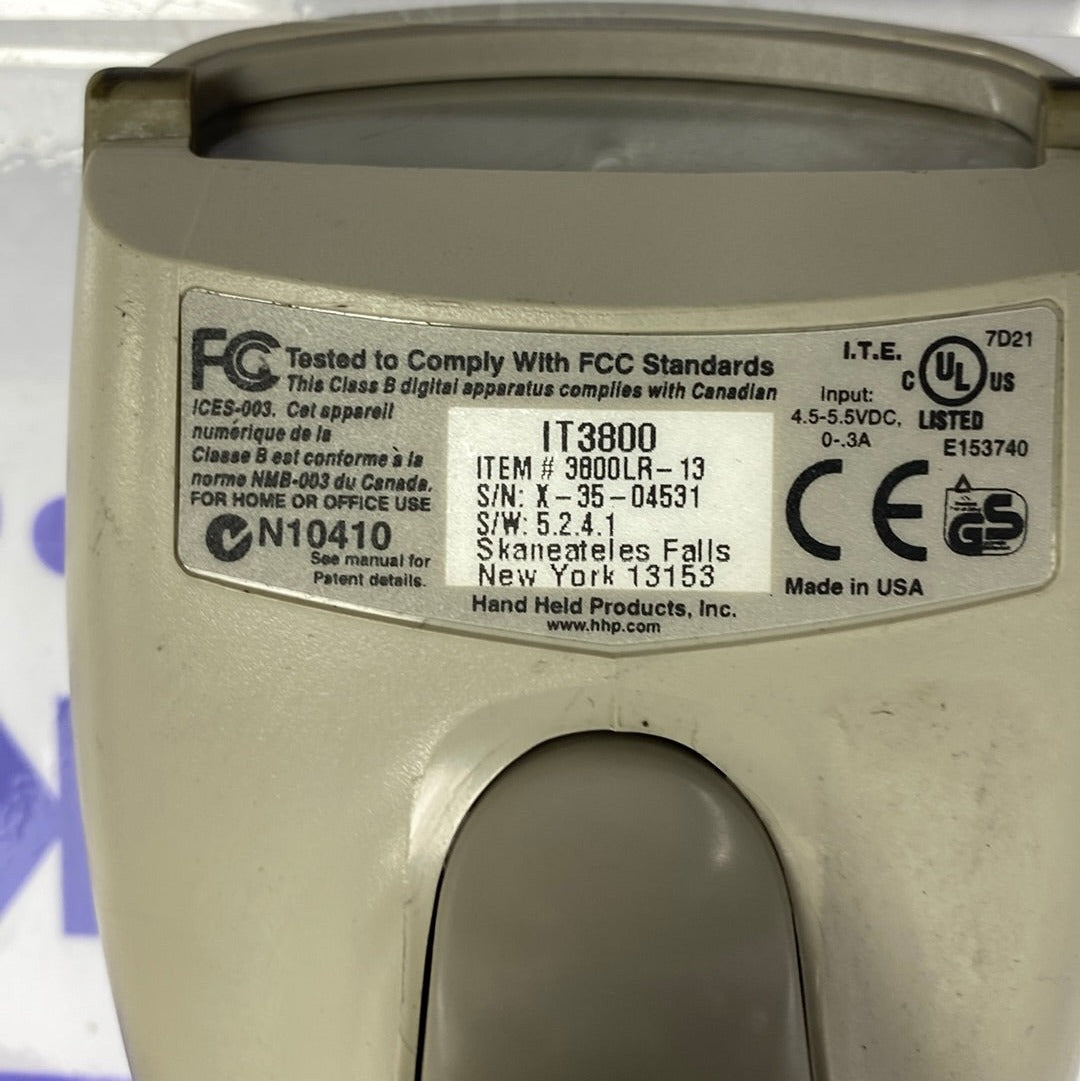 FC Tested to Comply With FCC Standards
This Class B digital apparatus complies with Canadian
ICES-003. Cet appareil
numérique de la
Classe B est conforme à la
norme NMB-003 du Canada.
FOR HOME OR OFFICE USE
N10410
See manual for
Patent details.
IT3800
ITEM # 3800LR-13
S/N: X-35-04531
S/W: 5.2.4.1
Skaneateles Falls
New York 13153
Hand Held Products, Inc.
www.hhp.com
I.T.E.
Input:
4.5-5.5VDC,
0-.3A
7D21
C UL US
LISTED
E153740
CE GS
Made in USA